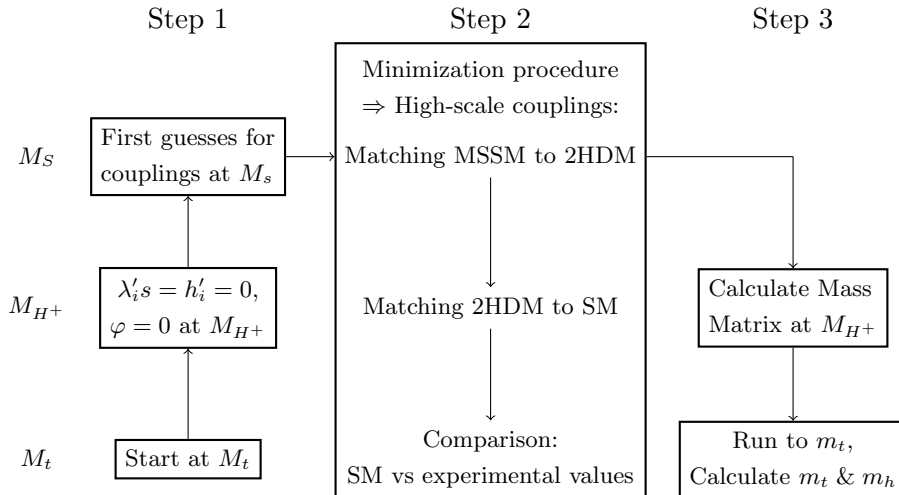 Step 1
Step 2
Step 3
Minimization procedure
⇒ High-scale couplings:
M_S
First guesses for
couplings at M_s
Matching MSSM to 2HDM
M_{H^+}
λ'_i s = h'_i = 0,
φ = 0 at M_{H^+}
Matching 2HDM to SM
Calculate Mass
Matrix at M_{H^+}
M_t
Start at M_t
Comparison:
SM vs experimental values
Run to m_t,
Calculate m_t & m_h